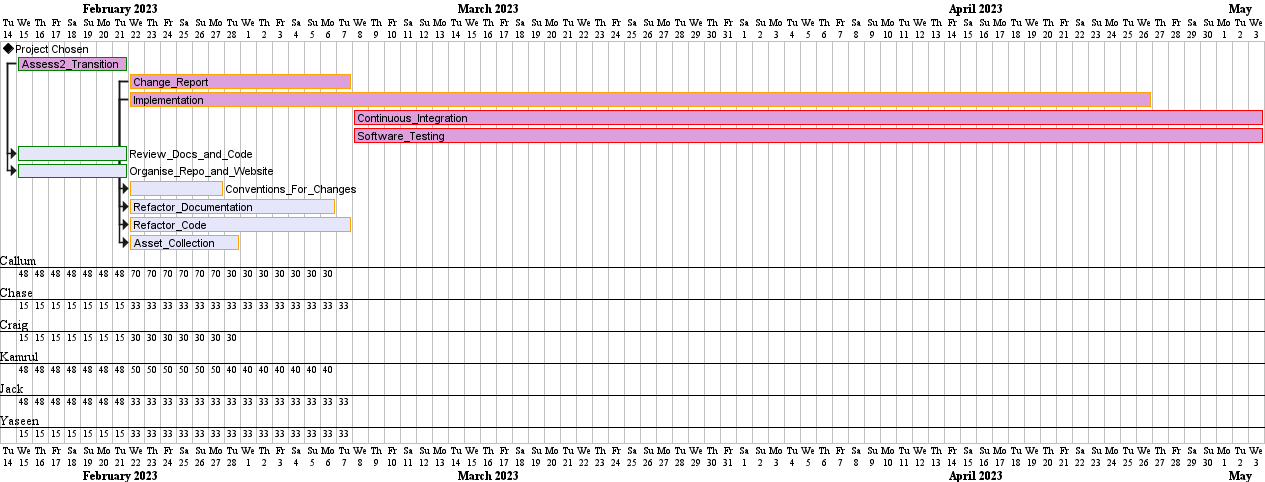 February 2023 March 2023 April 2023 May
Tu We Th Fr Sa Su Mo Tu We Th Fr Sa Su Mo Tu We Th Fr Sa Su Mo Tu We Th Fr Sa Su Mo Tu We Th Fr Sa Su Mo Tu We Th Fr Sa Su Mo Tu We Th Fr Sa Su Mo Tu We Th Fr Sa Su Mo Tu We Th Fr Sa Su Mo Tu We Th Fr Sa Su Mo Tu We Th Fr Sa Su Mo Tu We
14 15 16 17 18 19 20 21 22 23 24 25 26 27 28 1 2 3 4 5 6 7 8 9 10 11 12 13 14 15 16 17 18 19 20 21 22 23 24 25 26 27 28 29 30 31 1 2 3 4 5 6 7 8 9 10 11 12 13 14 15 16 17 18 19 20 21 22 23 24 25 26 27 28 29 30 1 2 3
Project Chosen
Assess2_Transition
Change_Report
Implementation
Continuous_Integration
Software_Testing
Review_Docs_and_Code
Organise_Repo_and_Website
Conventions_For_Changes
Refactor_Documentation
Refactor_Code
Asset_Collection
Callum
48 48 48 48 48 48 48 70 70 70 70 70 70 30 30 30 30 30 30 30
Chase
15 15 15 15 15 15 15 33 33 33 33 33 33 33 33 33 33 33 33 33 33
Craig
15 15 15 15 15 15 15 30 30 30 30 30 30 30
Kamrul
48 48 48 48 48 48 48 50 50 50 50 50 50 40 40 40 40 40 40 40
Jack
48 48 48 48 48 48 48 33 33 33 33 33 33 33 33 33 33 33 33 33 33
Yaseen
15 15 15 15 15 15 15 33 33 33 33 33 33 33 33 33 33 33 33 33 33
Tu We Th Fr Sa Su Mo Tu We Th Fr Sa Su Mo Tu We Th Fr Sa Su Mo Tu We Th Fr Sa Su Mo Tu We Th Fr Sa Su Mo Tu We Th Fr Sa Su Mo Tu We Th Fr Sa Su Mo Tu We Th Fr Sa Su Mo Tu We Th Fr Sa Su Mo Tu We Th Fr Sa Su Mo Tu We Th Fr Sa Su Mo Tu We
14 15 16 17 18 19 20 21 22 23 24 25 26 27 28 1 2 3 4 5 6 7 8 9 10 11 12 13 14 15 16 17 18 19 20 21 22 23 24 25 26 27 28 29 30 31 1 2 3 4 5 6 7 8 9 10 11 12 13 14 15 16 17 18 19 20 21 22 23 24 25 26 27 28 29 30 1 2 3
February 2023 March 2023 April 2023 May